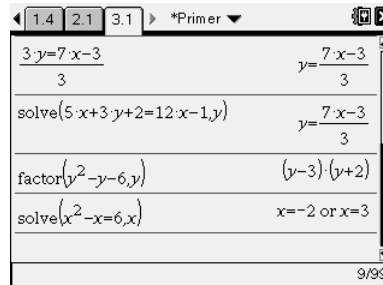 1.4 2.1 3.1 *Primer
3·y=7·x−3
3
y=7·x−3
3
solve(5·x+3·y+2=12·x−1,y)
y=7·x−3
3
factor(y²−y−6,y)
(y−3)·(y+2)
solve(x²−x=6,x)
x=−2 or x=3
9/99